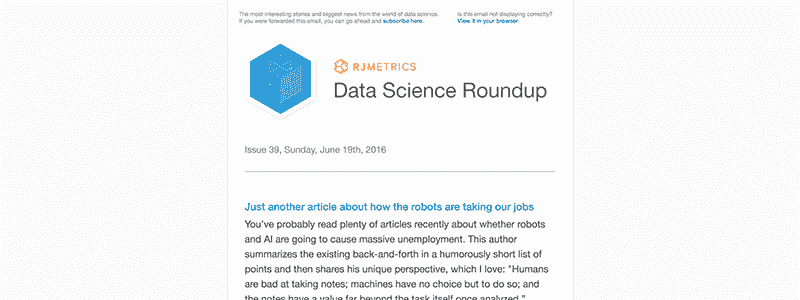 The most interesting stories and biggest news from the world of data science.
If you were forwarded this email, you can go ahead and subscribe here.
Is this email not displaying correctly?
View it in your browser.
RJMETRICS
Data Science Roundup
Issue 39, Sunday, June 19th, 2016
Just another article about how the robots are taking our jobs
You've probably read plenty of articles recently about whether robots
and AI are going to cause massive unemployment. This author
summarizes the existing back-and-forth in a humorously short list of
points and then shares his unique perspective, which I love: "Humans
are bad at taking notes; machines have no choice but to do so; and
the notes have a value far beyond the task itself once analyzed."